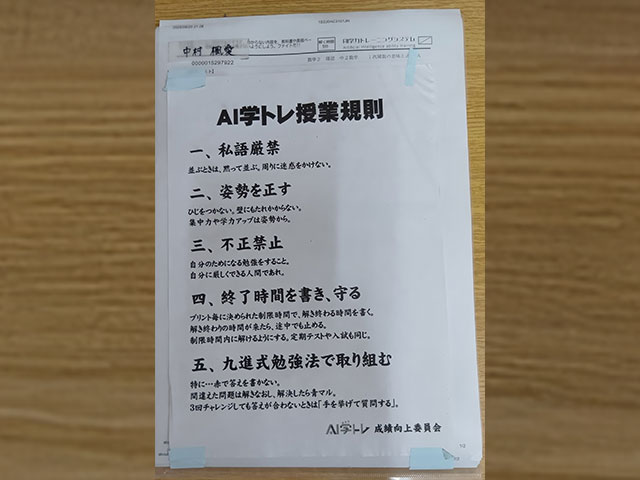 中村 楓愛
0000015297922
AI学トレ授業規則
一、私語厳禁
並ぶときは、黙って並ぶ。周りに迷惑をかけない。
二、姿勢を正す
ひじをつかない。壁にもたれかからない。
集中力や学力アップは姿勢から。
三、不正禁止
自分のためになる勉強をすること。
自分に厳しくできる人間であれ。
四、終了時間を書き、守る
プリント毎に決められた制限時間で、解き終わる時間を書く。
解き終わりの時間が来たら、途中でも止める。
制限時間内に解けるようにする。定期テストや入試も同じ。
五、九進式勉強法で取り組む
特に…赤で答えを書かない。
間違えた問題は解きなおし、解決したら青マル。
3回チャレンジしても答えが合わないときは「手を挙げて質問する」。
AI学トレ 成績向上委員会
1/2